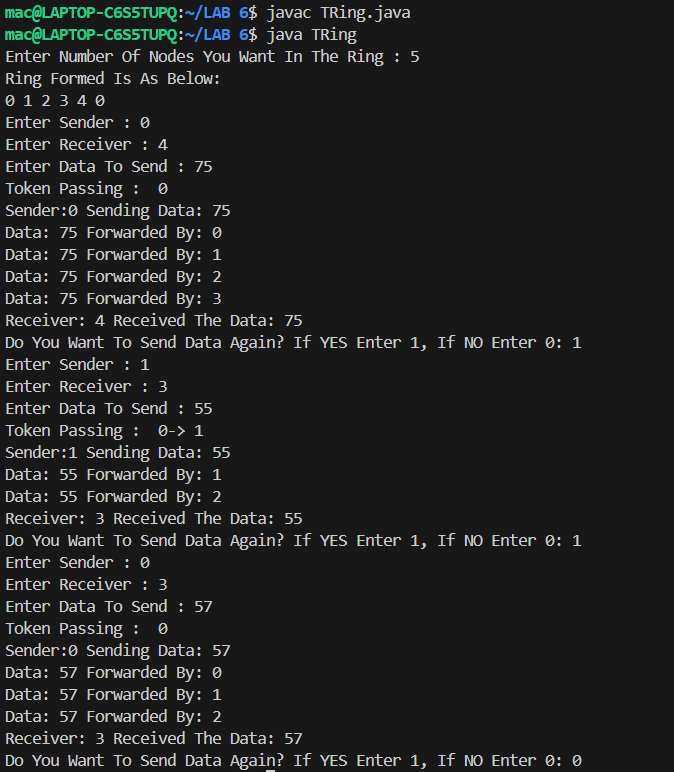 mac@LAPTOP-C6S5TUPQ:~/LAB 6$ javac TRing.java
mac@LAPTOP-C6S5TUPQ:~/LAB 6$ java TRing
Enter Number Of Nodes You Want In The Ring : 5
Ring Formed Is As Below:
0 1 2 3 4 0
Enter Sender : 0
Enter Receiver : 4
Enter Data To Send : 75
Token Passing :  0
Sender:0 Sending Data: 75
Data: 75 Forwarded By: 0
Data: 75 Forwarded By: 1
Data: 75 Forwarded By: 2
Data: 75 Forwarded By: 3
Receiver: 4 Received The Data: 75
Do You Want To Send Data Again? If YES Enter 1, If NO Enter 0: 1
Enter Sender : 1
Enter Receiver : 3
Enter Data To Send : 55
Token Passing :  0-> 1
Sender:1 Sending Data: 55
Data: 55 Forwarded By: 1
Data: 55 Forwarded By: 2
Receiver: 3 Received The Data: 55
Do You Want To Send Data Again? If YES Enter 1, If NO Enter 0: 1
Enter Sender : 0
Enter Receiver : 3
Enter Data To Send : 57
Token Passing :  0
Sender:0 Sending Data: 57
Data: 57 Forwarded By: 0
Data: 57 Forwarded By: 1
Data: 57 Forwarded By: 2
Receiver: 3 Received The Data: 57
Do You Want To Send Data Again? If YES Enter 1, If NO Enter 0: 0